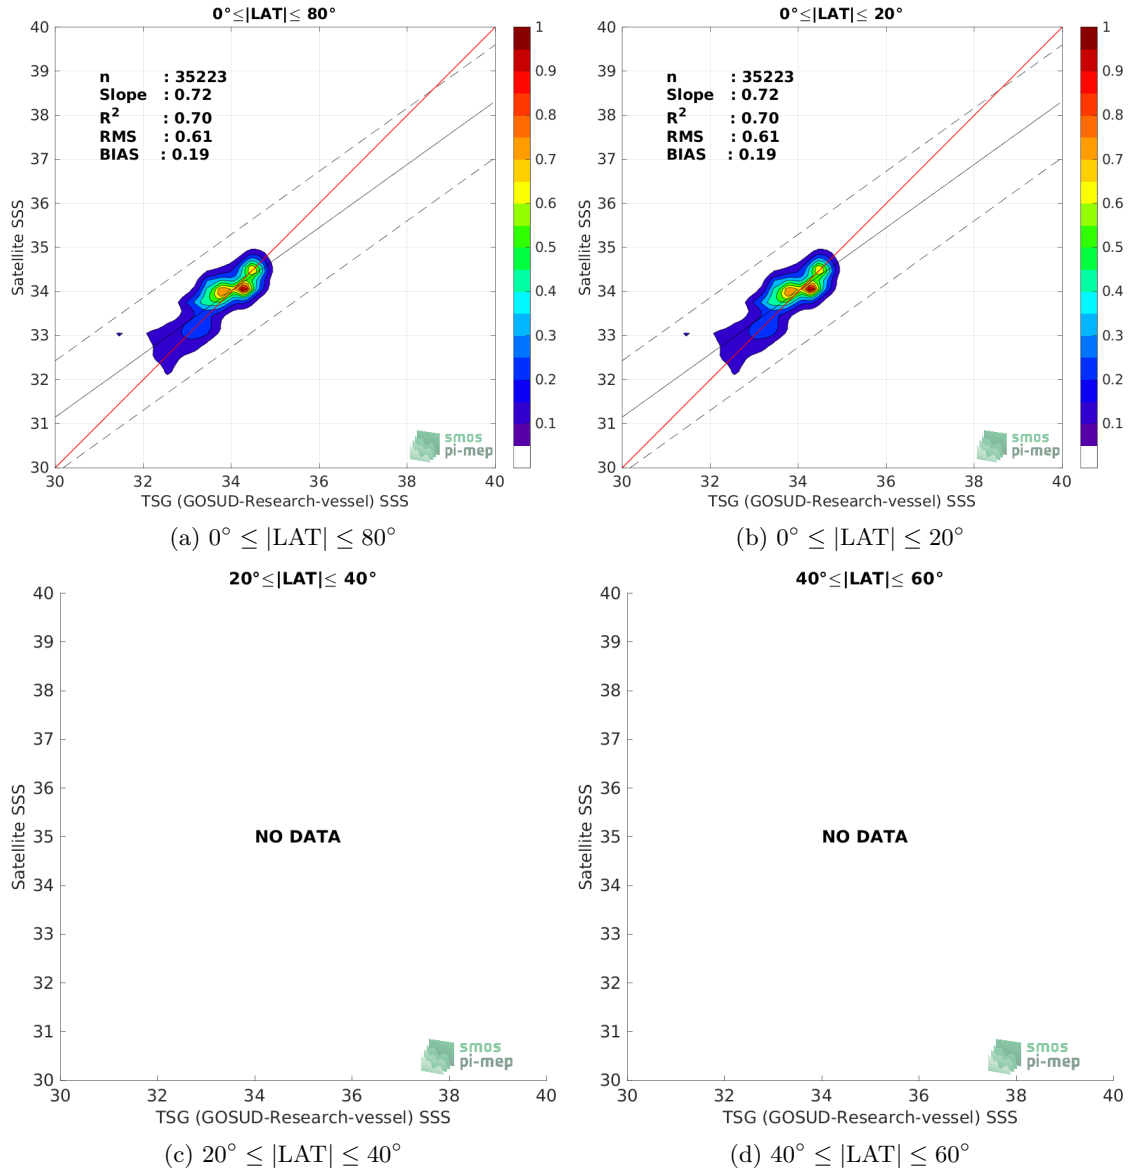 0°≤|LAT|≤ 80°
40
39
38
37
36
35
34
33
32
31
30
Satellite SSS
n : 35223
Slope : 0.72
R² : 0.70
RMS : 0.61
BIAS : 0.19
1
0.9
0.8
0.7
0.6
0.5
0.4
0.3
0.2
0.1
smos
pi-mep
30 32 34 36 38 40
TSG (GOSUD-Research-vessel) SSS
(a) 0° ≤ |LAT| ≤ 80°
0°≤|LAT|≤ 20°
40
39
38
37
36
35
34
33
32
31
30
Satellite SSS
n : 35223
Slope : 0.72
R² : 0.70
RMS : 0.61
BIAS : 0.19
1
0.9
0.8
0.7
0.6
0.5
0.4
0.3
0.2
0.1
smos
pi-mep
30 32 34 36 38 40
TSG (GOSUD-Research-vessel) SSS
(b) 0° ≤ |LAT| ≤ 20°
20°≤|LAT|≤ 40°
40
39
38
37
36
35
34
33
32
31
30
Satellite SSS
NO DATA
smos
pi-mep
30 32 34 36 38 40
TSG (GOSUD-Research-vessel) SSS
(c) 20° ≤ |LAT| ≤ 40°
40°≤|LAT|≤ 60°
40
39
38
37
36
35
34
33
32
31
30
Satellite SSS
NO DATA
smos
pi-mep
30 32 34 36 38 40
TSG (GOSUD-Research-vessel) SSS
(d) 40° ≤ |LAT| ≤ 60°